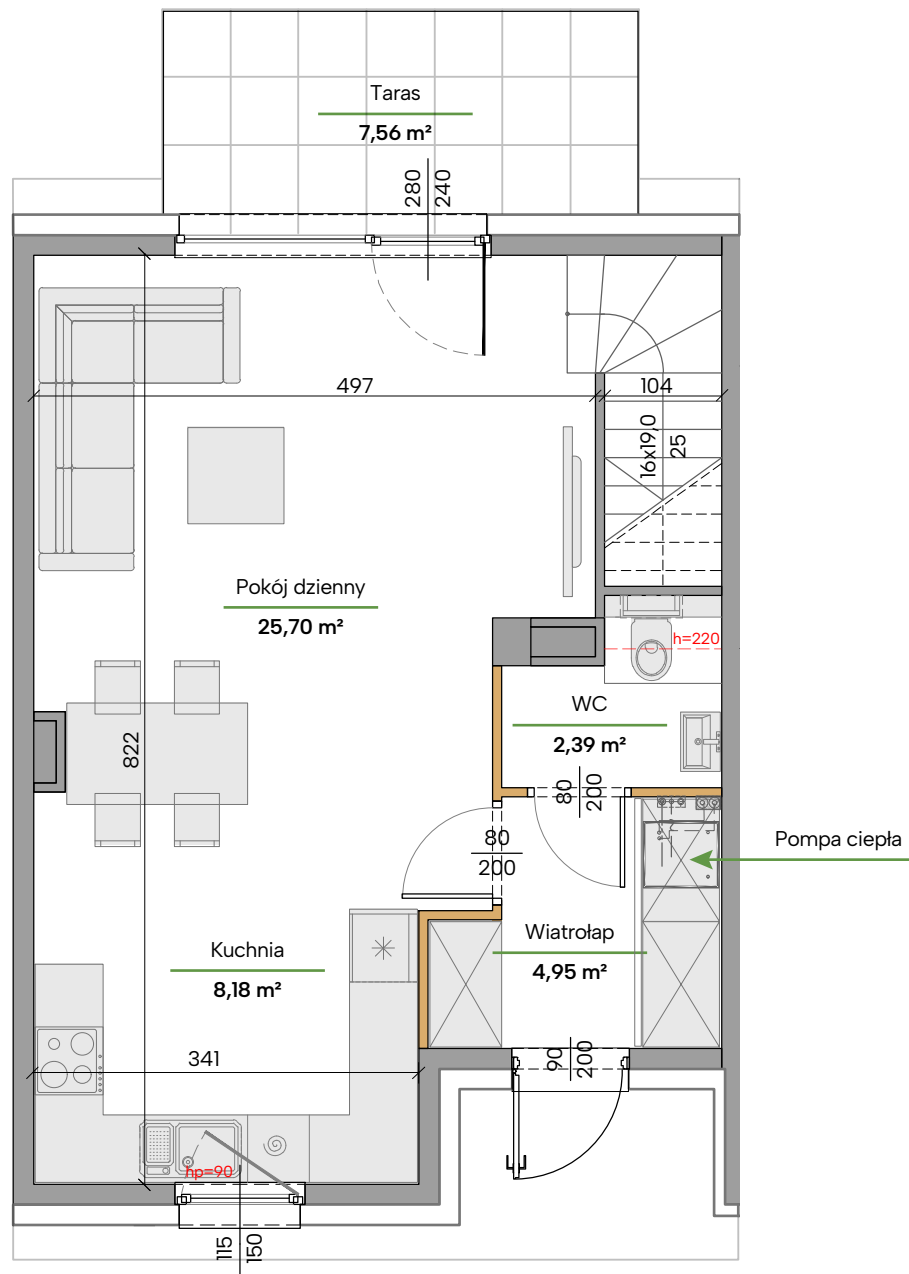 Taras
7,56 m²
280
240
497
104
16x19,0
25
Pokój dzienny
25,70 m²
h=220
WC
2,39 m²
822
80
200
80
200
Pompa ciepła
Wiatrołap
4,95 m²
Kuchnia
8,18 m²
341
90
200
hp=90
115
150